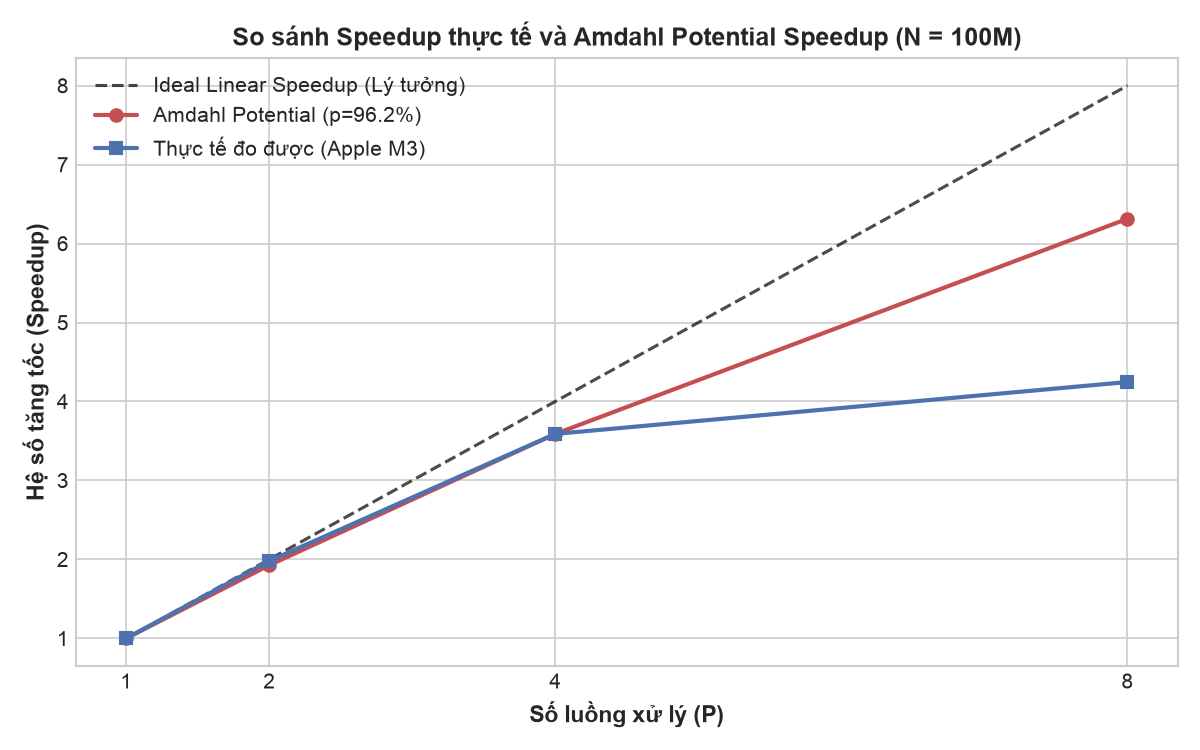 So sánh Speedup thực tế và Amdahl Potential Speedup (N = 100M)
Ideal Linear Speedup (Lý tưởng)
Amdahl Potential (p=96.2%)
Thực tế đo được (Apple M3)
Hệ số tăng tốc (Speedup)
8
7
6
5
4
3
2
1
1 2 4 8
Số luồng xử lý (P)